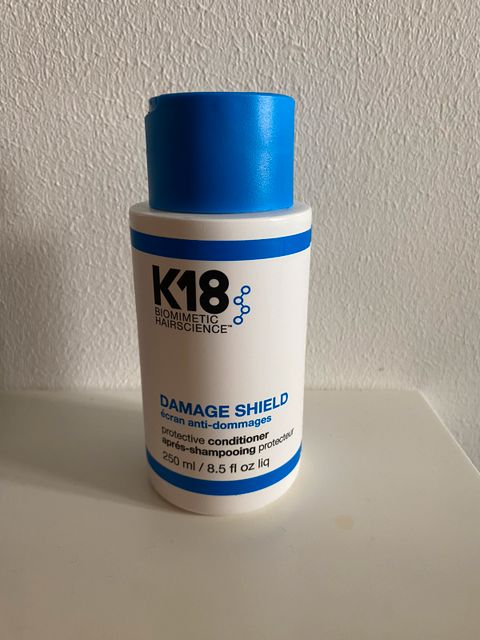 K18
BIOMIMETIC
HAIRSCIENCE™
DAMAGE SHIELD
écran anti-dommages
protective conditioner
après-shampooing protecteur
250 ml / 8.5 fl oz liq